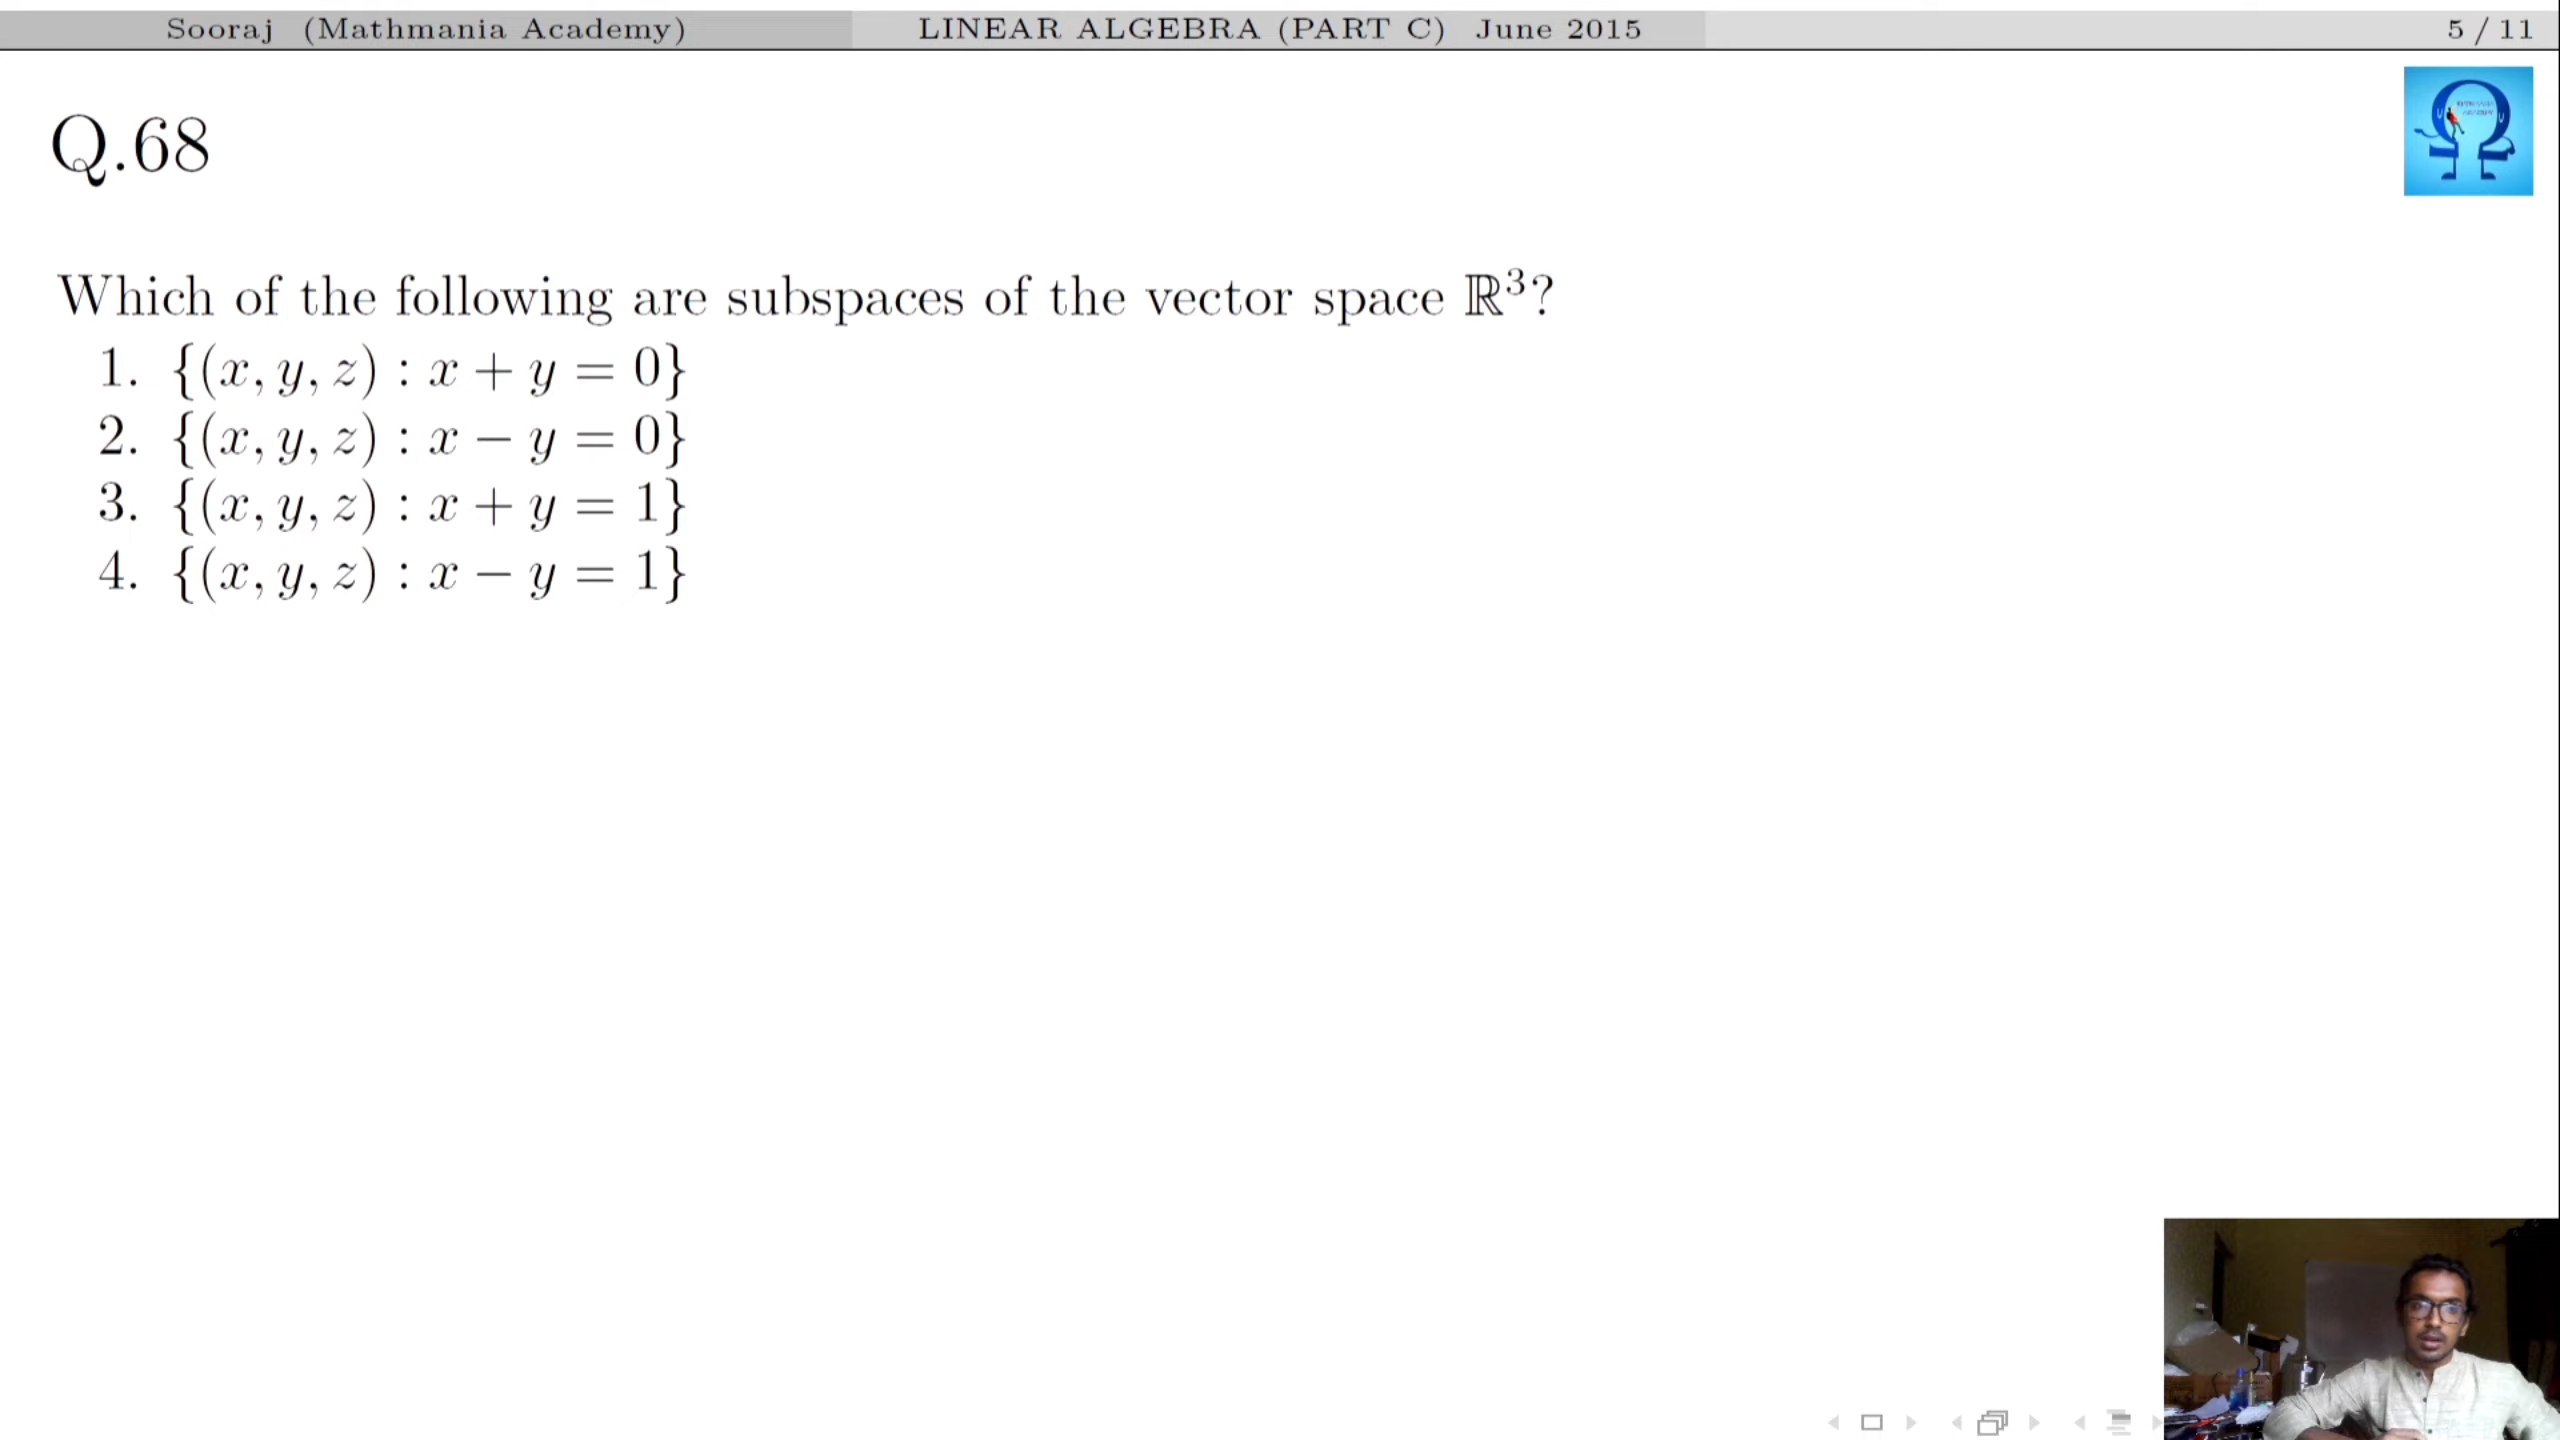 Sooraj (Mathmania Academy) LINEAR ALGEBRA (PART C) June 2015 5 / 11
Q.68
Which of the following are subspaces of the vector space ℝ³?
1. {(x, y, z) : x + y = 0}
2. {(x, y, z) : x − y = 0}
3. {(x, y, z) : x + y = 1}
4. {(x, y, z) : x − y = 1}